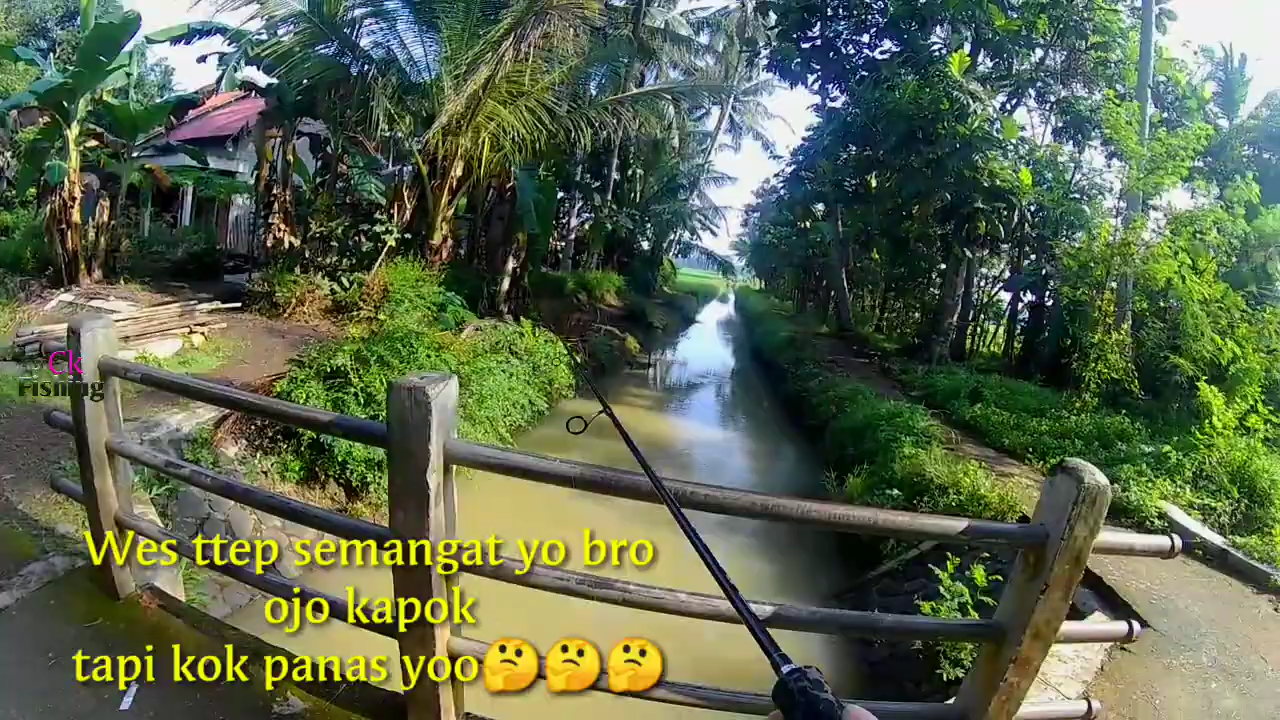 Ck
Fishing
Wes ttep semangat yo bro
ojo kapok
tapi kok panas yoo🤔🤔🤔